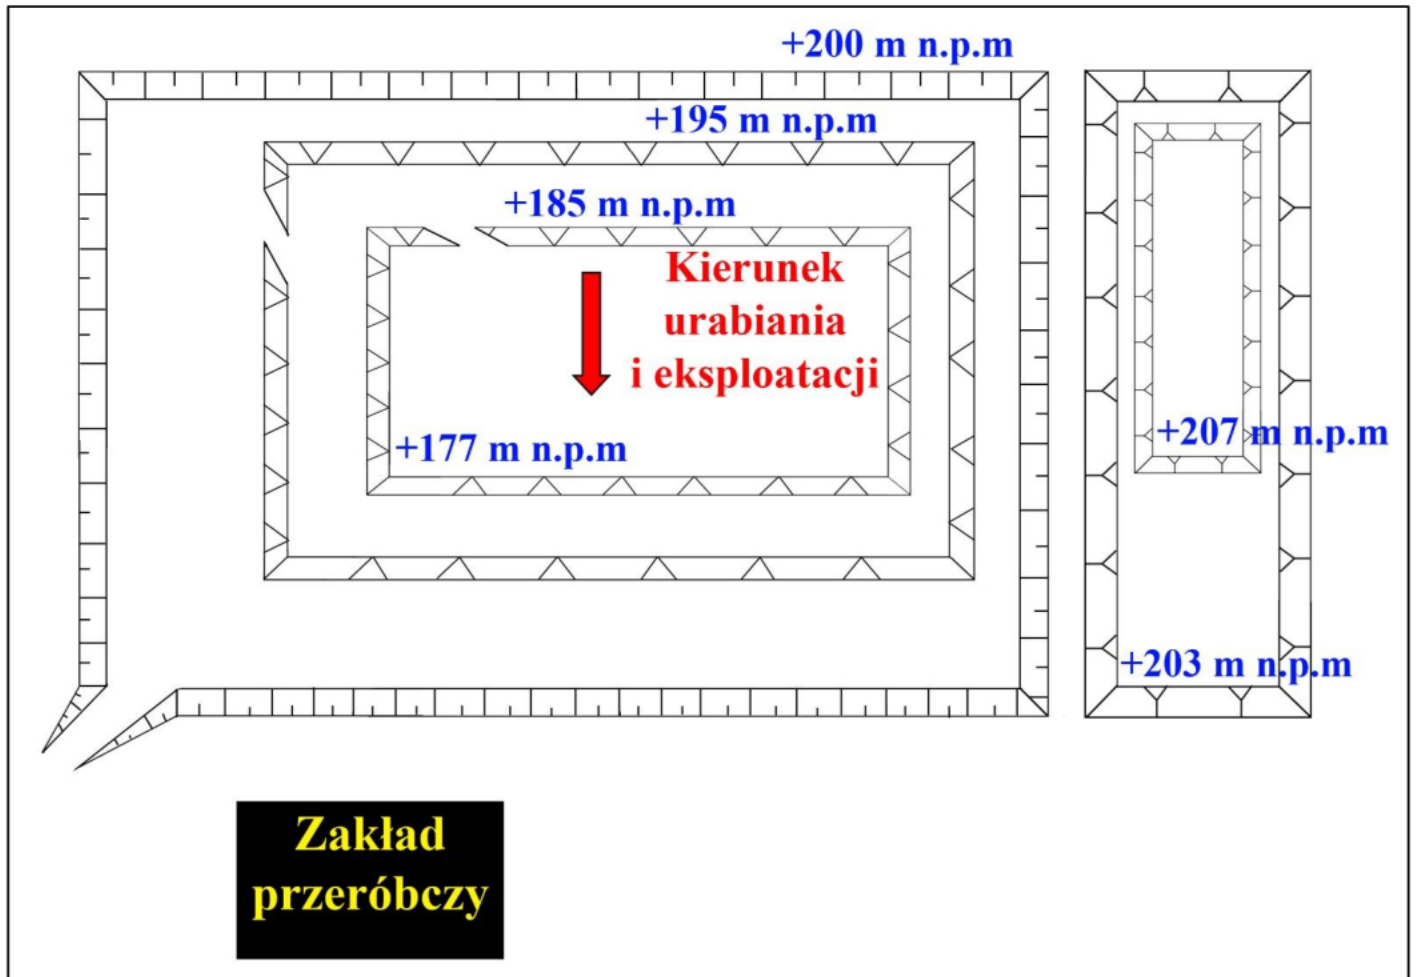 +200 m n.p.m
+195 m n.p.m
+185 m n.p.m
Kierunek
urabiania
i eksploatacji
+177 m n.p.m
+207 m n.p.m
+203 m n.p.m
Zakład
przeróbczy